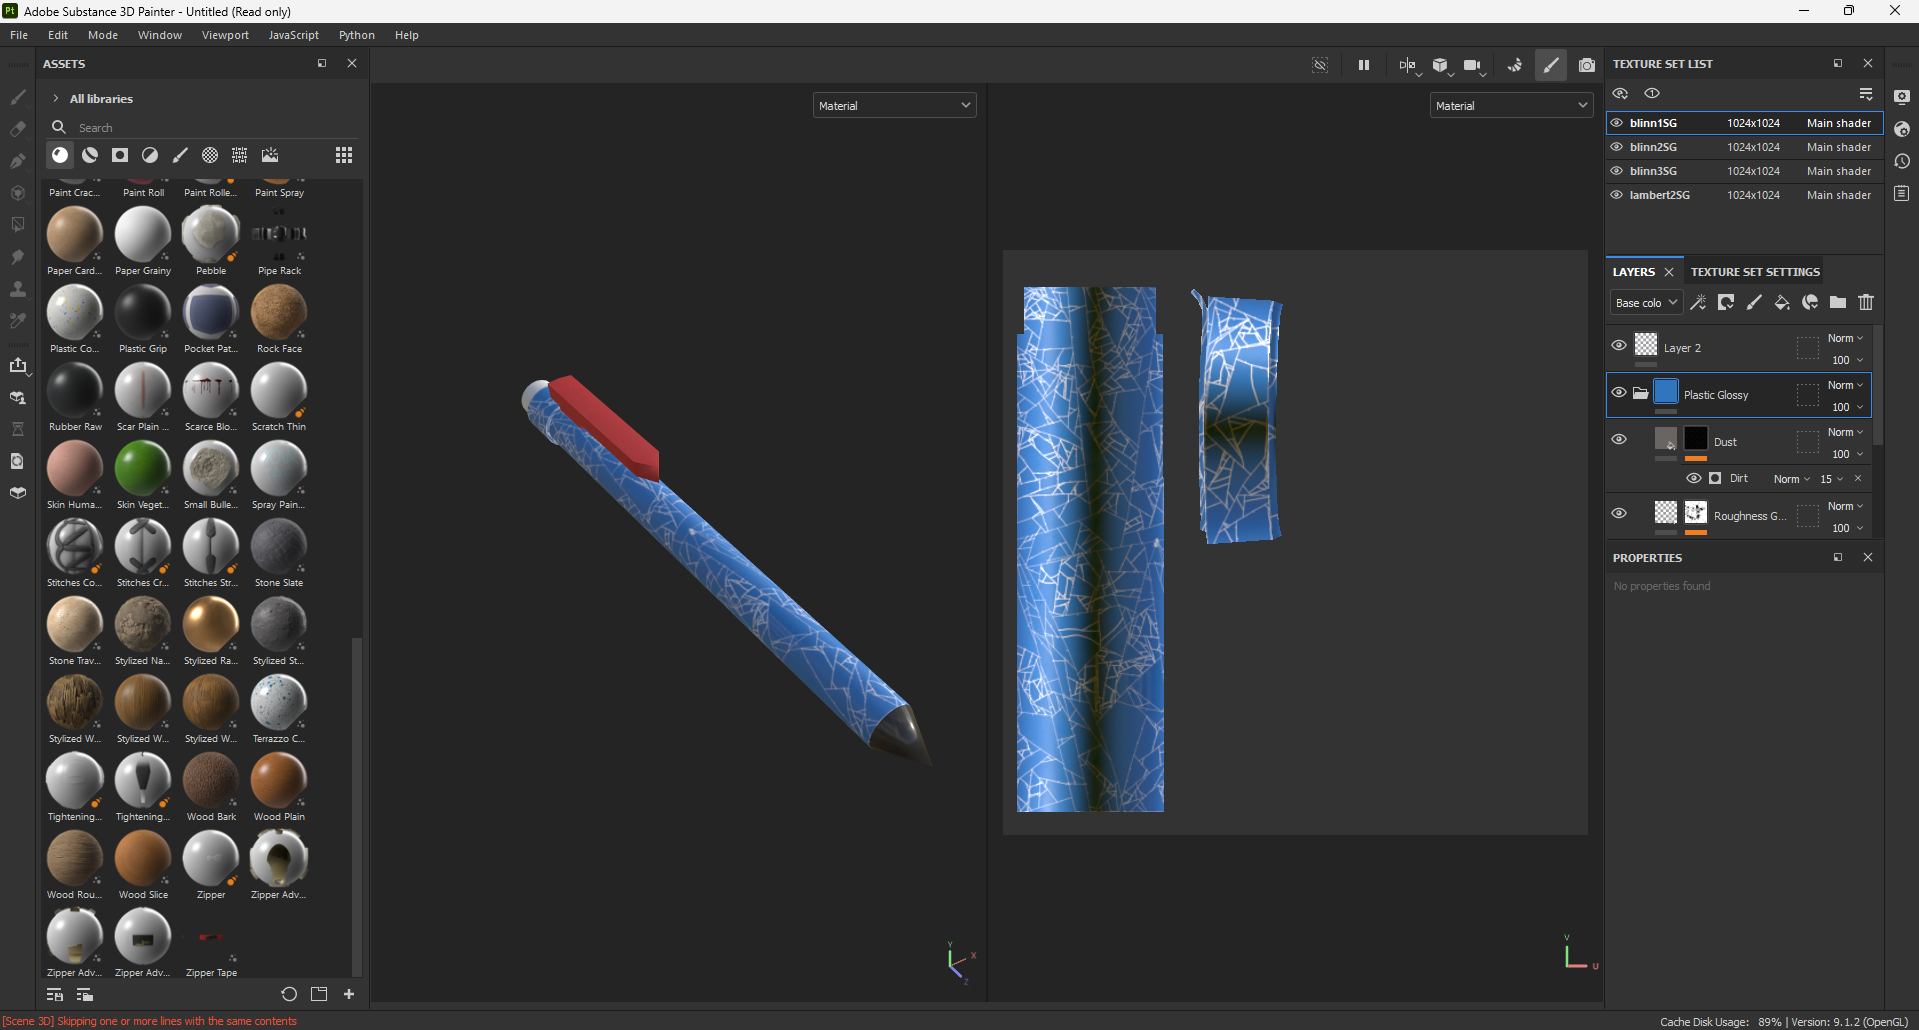 Pt Adobe Substance 3D Painter - Untitled (Read only)
File Edit Mode Window Viewport JavaScript Python Help
ASSETS
All libraries
Search
Paint Crac... Paint Roll Paint Rolle... Paint Spray
Paper Card... Paper Grainy Pebble Pipe Rack
Plastic Co... Plastic Grip Pocket Pat... Rock Face
Rubber Raw Scar Plain ... Scarce Blo... Scratch Thin
Skin Huma... Skin Veget... Small Bulle... Spray Pain...
Stitches Co... Stitches Cr... Stitches Str... Stone Slate
Stone Trav... Stylized Na... Stylized Ra... Stylized St...
Stylized W... Stylized W... Stylized W... Terrazzo C...
Tightening... Tightening... Wood Bark Wood Plain
Wood Rou... Wood Slice Zipper Zipper Adv...
Zipper Adv... Zipper Adv... Zipper Tape
Material
Y X Z
Material
V U
TEXTURE SET LIST
blinn1SG 1024x1024 Main shader
blinn2SG 1024x1024 Main shader
blinn3SG 1024x1024 Main shader
lambert2SG 1024x1024 Main shader
LAYERS TEXTURE SET SETTINGS
Base colo
Layer 2 Norm 100
Plastic Glossy Norm 100
Dust Norm 100
Dirt Norm 15
Roughness G... Norm 100
PROPERTIES
No properties found
[Scene 3D] Skipping one or more lines with the same contents
Cache Disk Usage: 89% | Version: 9.1.2 (OpenGL)